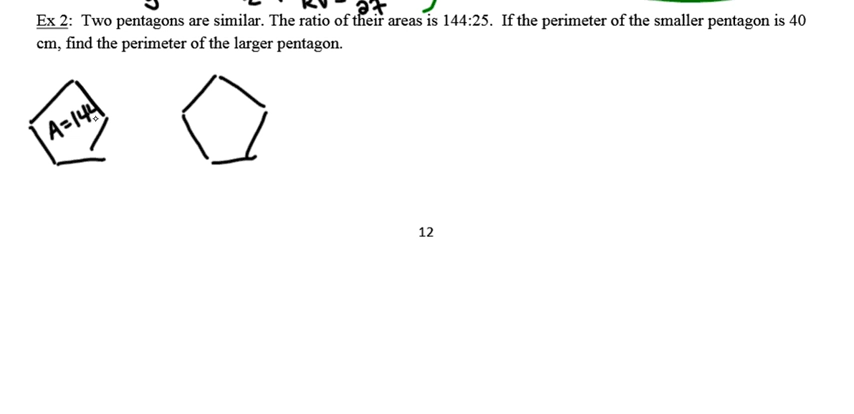 Ex 2: Two pentagons are similar. The ratio of their areas is 144:25. If the perimeter of the smaller pentagon is 40
cm, find the perimeter of the larger pentagon.
A=144
12